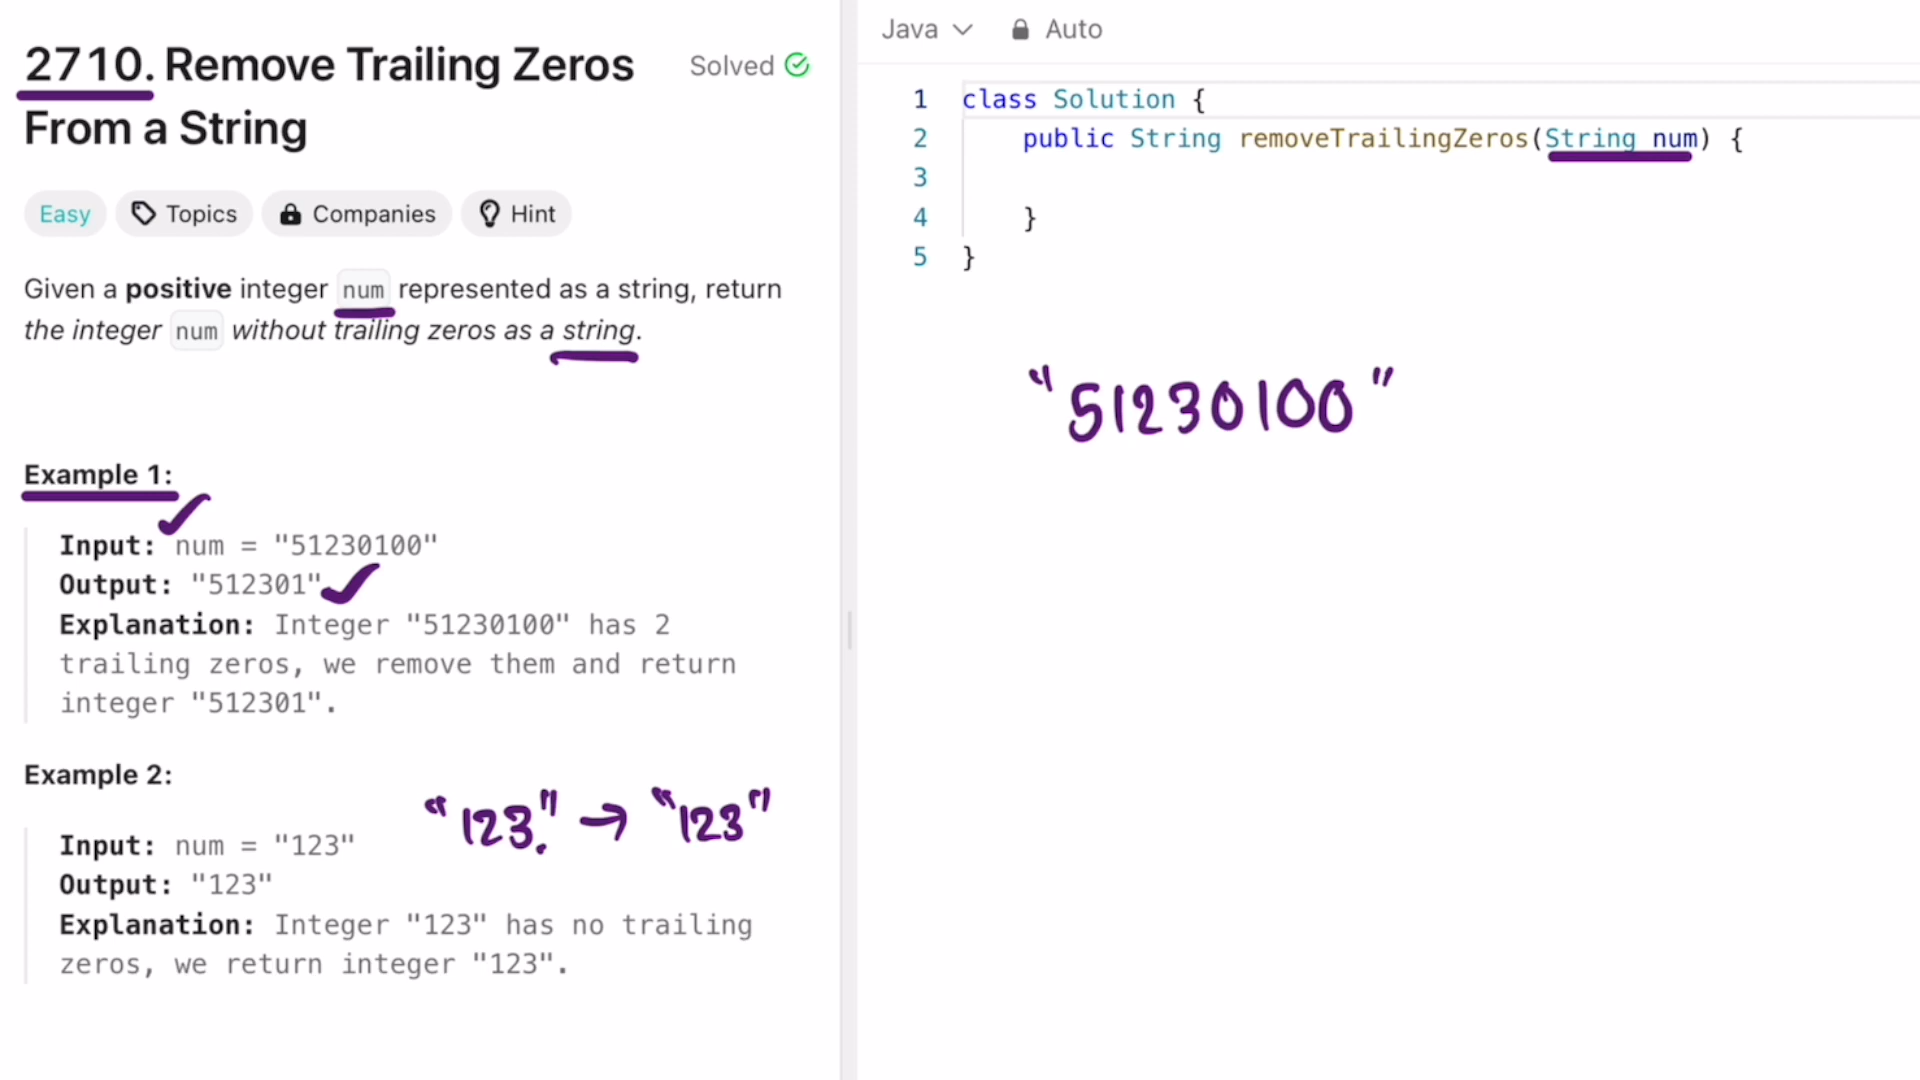 2710. Remove Trailing Zeros
From a String
Solved
Easy Topics Companies Hint
Given a positive integer num represented as a string, return
the integer num without trailing zeros as a string.
Example 1:
Input: num = "51230100"
Output: "512301"
Explanation: Integer "51230100" has 2
trailing zeros, we remove them and return
integer "512301".
Example 2:
"123." → "123"
Input: num = "123"
Output: "123"
Explanation: Integer "123" has no trailing
zeros, we return integer "123".
Java Auto
1 class Solution {
2 public String removeTrailingZeros(String num) {
3
4 }
5 }
"51230100"